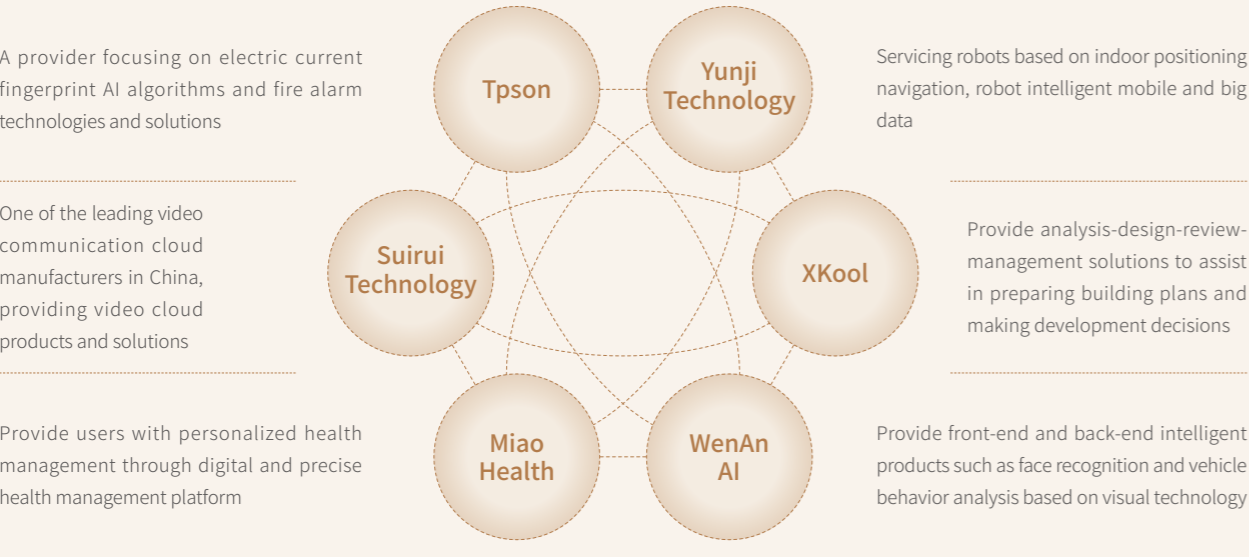 A provider focusing on electric current
fingerprint AI algorithms and fire alarm
technologies and solutions
Tpson
Yunji
Technology
Servicing robots based on indoor positioning
navigation, robot intelligent mobile and big
data
One of the leading video
communication cloud
manufacturers in China,
providing video cloud
products and solutions
Suirui
Technology
XKool
Provide analysis-design-review-
management solutions to assist
in preparing building plans and
making development decisions
Provide users with personalized health
management through digital and precise
health management platform
Miao
Health
WenAn
AI
Provide front-end and back-end intelligent
products such as face recognition and vehicle
behavior analysis based on visual technology